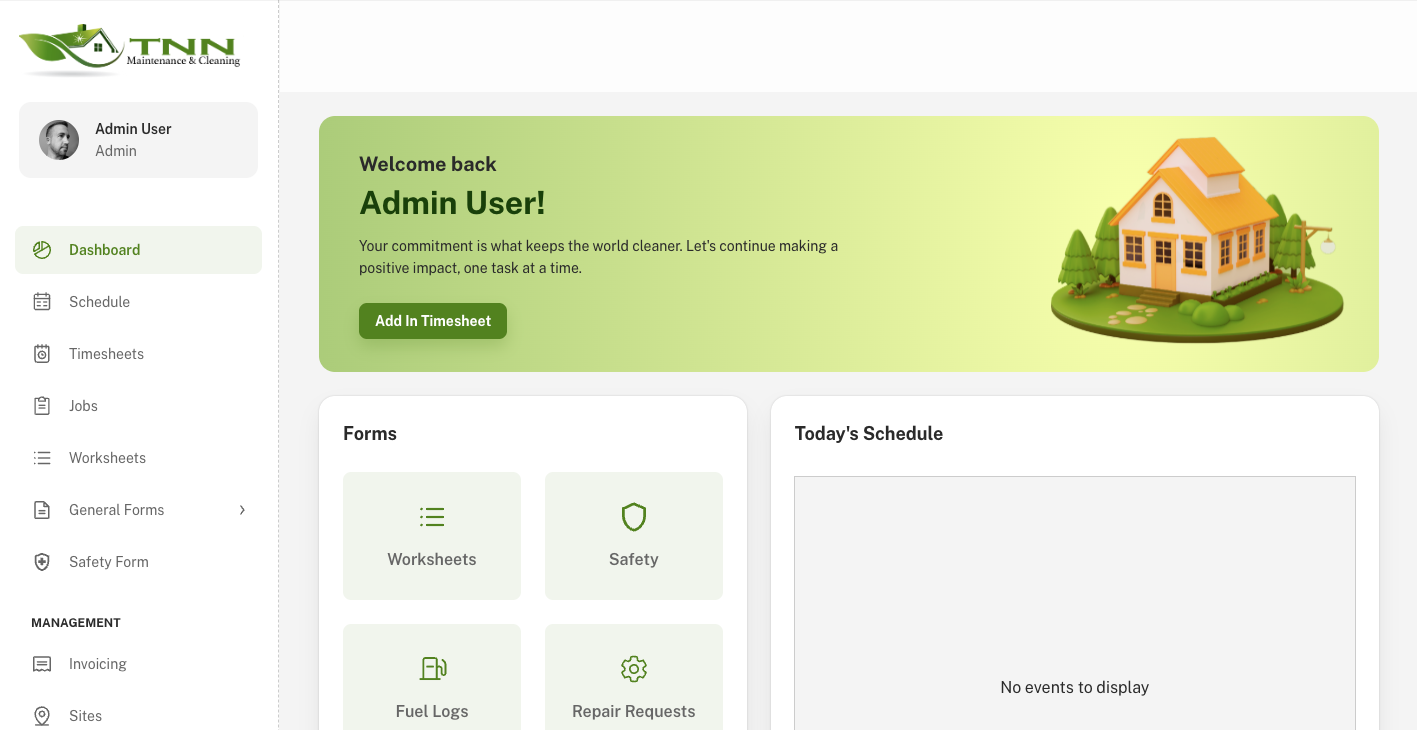 TNN
Maintenance & Cleaning
Admin User
Admin
Dashboard
Schedule
Timesheets
Jobs
Worksheets
General Forms
Safety Form
MANAGEMENT
Invoicing
Sites
Welcome back
Admin User!
Your commitment is what keeps the world cleaner. Let's continue making a
positive impact, one task at a time.
Add In Timesheet
Forms
Worksheets
Safety
Fuel Logs
Repair Requests
Today's Schedule
No events to display